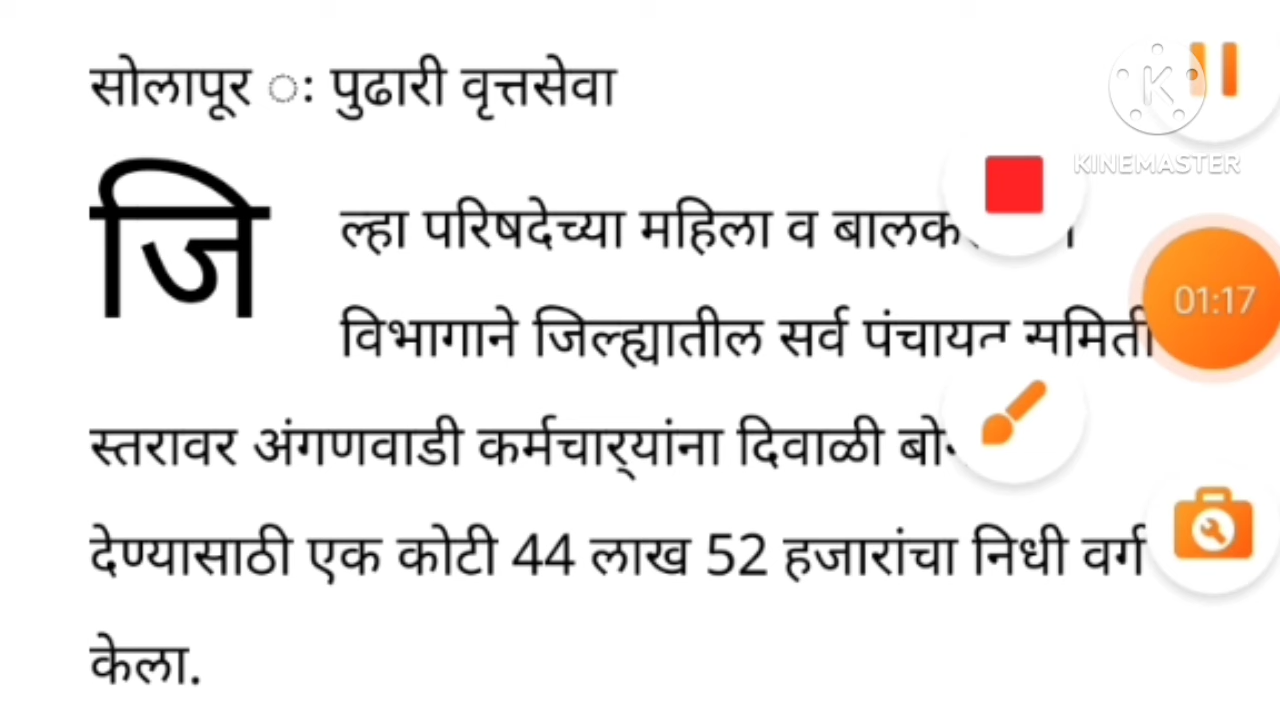 सोलापूर ः पुढारी वृत्तसेवा
KINEMASTER
जिल्हा परिषदेच्या महिला व
विभागाने जिल्ह्यातील सर्व पंचायत समिती
01:17
स्तरावर अंगणवाडी कर्मचार्‍यांना दिवाळी
देण्यासाठी एक कोटी 44 लाख 52 हजारांचा निधी वर्ग
केला.